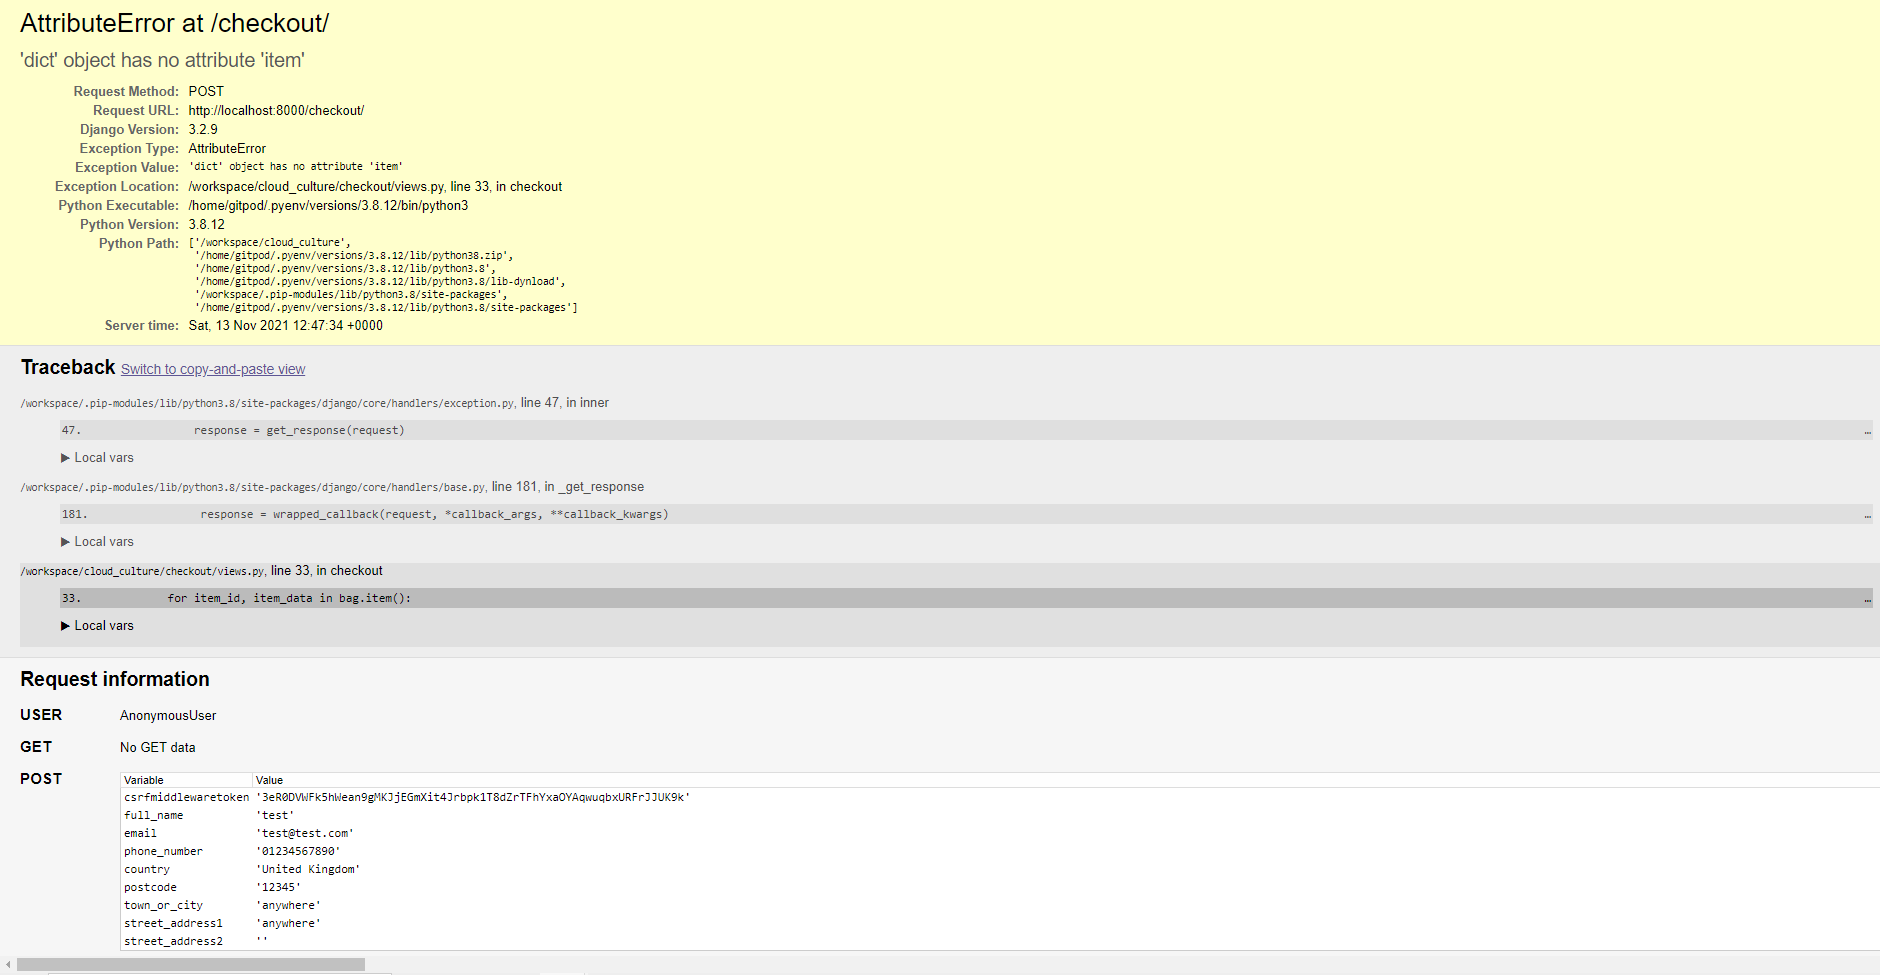 AttributeError at /checkout/
'dict' object has no attribute 'item'
Request Method: POST
Request URL: http://localhost:8000/checkout/
Django Version: 3.2.9
Exception Type: AttributeError
Exception Value: 'dict' object has no attribute 'item'
Exception Location: /workspace/cloud_culture/checkout/views.py, line 33, in checkout
Python Executable: /home/gitpod/.pyenv/versions/3.8.12/bin/python3
Python Version: 3.8.12
Python Path: ['/workspace/cloud_culture',
'/home/gitpod/.pyenv/versions/3.8.12/lib/python38.zip',
'/home/gitpod/.pyenv/versions/3.8.12/lib/python3.8',
'/home/gitpod/.pyenv/versions/3.8.12/lib/python3.8/lib-dynload',
'/workspace/.pip-modules/lib/python3.8/site-packages',
'/home/gitpod/.pyenv/versions/3.8.12/lib/python3.8/site-packages']
Server time: Sat, 13 Nov 2021 12:47:34 +0000
Traceback Switch to copy-and-paste view
/workspace/.pip-modules/lib/python3.8/site-packages/django/core/handlers/exception.py, line 47, in inner
47. response = get_response(request) …
▶ Local vars
/workspace/.pip-modules/lib/python3.8/site-packages/django/core/handlers/base.py, line 181, in _get_response
181. response = wrapped_callback(request, *callback_args, **callback_kwargs) …
▶ Local vars
/workspace/cloud_culture/checkout/views.py, line 33, in checkout
33. for item_id, item_data in bag.item(): …
▶ Local vars
Request information
USER AnonymousUser
GET No GET data
POST Variable Value
csrfmiddlewaretoken '3eR0DVWFk5hWean9gMKJjEGmXit4Jrbpk1T8dZrTFhYxaOYAqwuqbxURFrJJUK9k'
full_name 'test'
email 'test@test.com'
phone_number '01234567890'
country 'United Kingdom'
postcode '12345'
town_or_city 'anywhere'
street_address1 'anywhere'
street_address2 ''